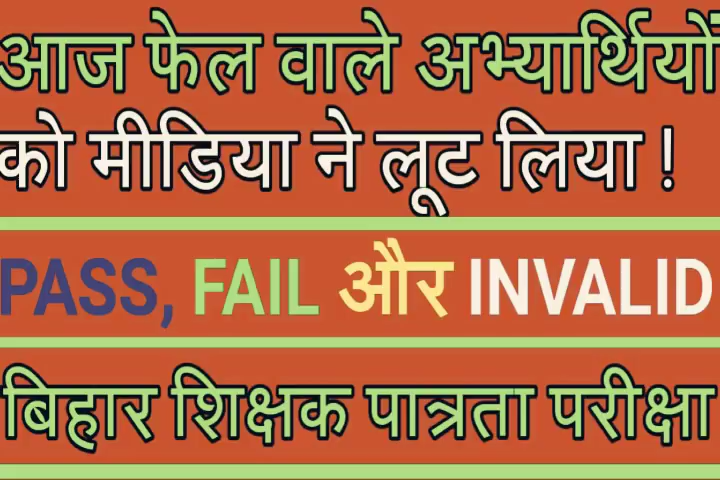 आज फेल वाले अभ्यार्थियों
को मीडिया ने लूट लिया !
PASS, FAIL और INVALID
बिहार शिक्षक पात्रता परीक्षा